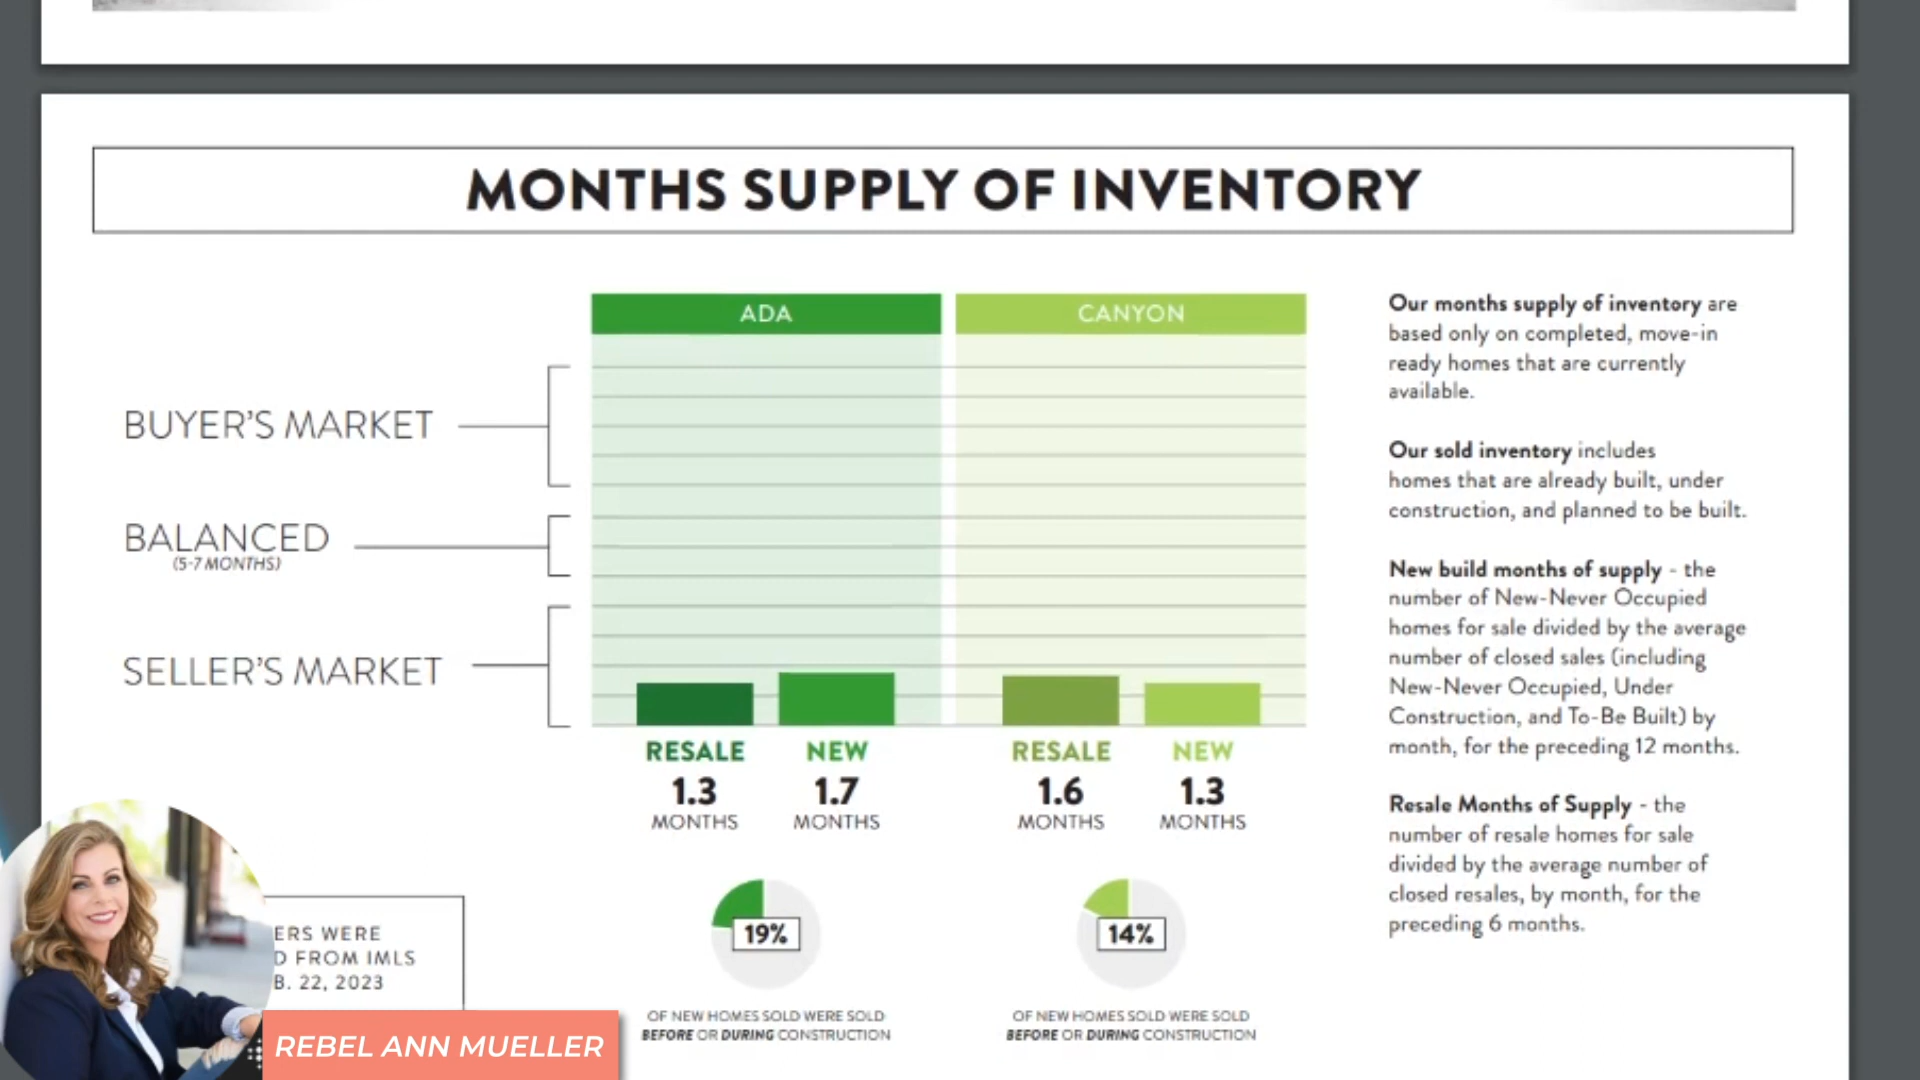 MONTHS SUPPLY OF INVENTORY
ADA
CANYON
BUYER'S MARKET
BALANCED
(5-7 MONTHS)
SELLER'S MARKET
RESALE
1.3
MONTHS
NEW
1.7
MONTHS
RESALE
1.6
MONTHS
NEW
1.3
MONTHS
19%
OF NEW HOMES SOLD WERE SOLD
BEFORE OR DURING CONSTRUCTION
14%
OF NEW HOMES SOLD WERE SOLD
BEFORE OR DURING CONSTRUCTION
Our months supply of inventory are
based only on completed, move-in
ready homes that are currently
available.
Our sold inventory includes
homes that are already built, under
construction, and planned to be built.
New build months of supply - the
number of New-Never Occupied
homes for sale divided by the average
number of closed sales (including
New-Never Occupied, Under
Construction, and To-Be Built) by
month, for the preceding 12 months.
Resale Months of Supply - the
number of resale homes for sale
divided by the average number of
closed resales, by month, for the
preceding 6 months.
ERS WERE
D FROM IMLS
B. 22, 2023
REBEL ANN MUELLER